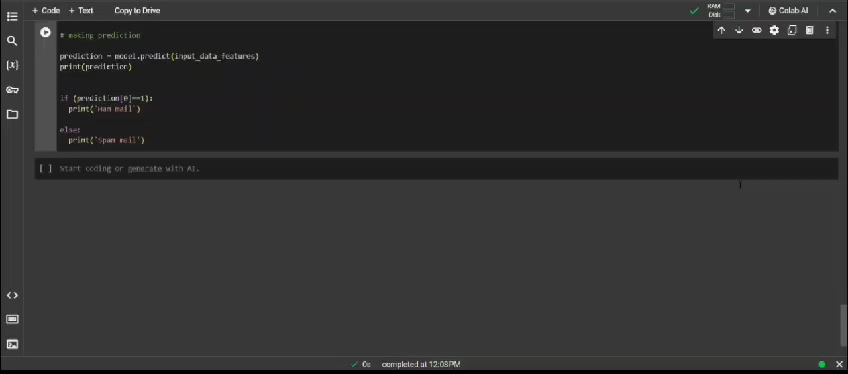 + Code + Text Copy to Drive
RAM
Disk
Colab AI
# making prediction
prediction = model.predict(input_data_features)
print(prediction)
if (prediction[0]==1):
print('Ham mail')
else:
print('Spam mail')
[ ] Start coding or generate with AI.
{x}
0s completed at 12:08PM